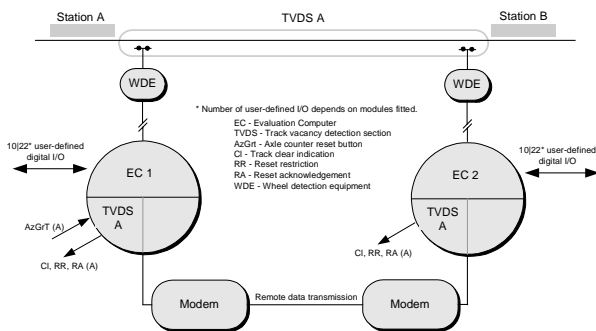 Station A
TVDS A
Station B
WDE
WDE
* Number of user-defined I/O depends on modules fitted.
EC - Evaluation Computer
TVDS - Track vacancy detection section
AzGrt - Axle counter reset button
Cl - Track clear indication
RR - Reset restriction
RA - Reset acknowledgement
WDE - Wheel detection equipment
10|22* user-defined
digital I/O
EC 1
TVDS
A
AzGrT (A)
Cl, RR, RA (A)
10|22* user-defined
digital I/O
EC 2
TVDS
A
Cl, RR, RA (A)
Modem
Remote data transmission
Modem